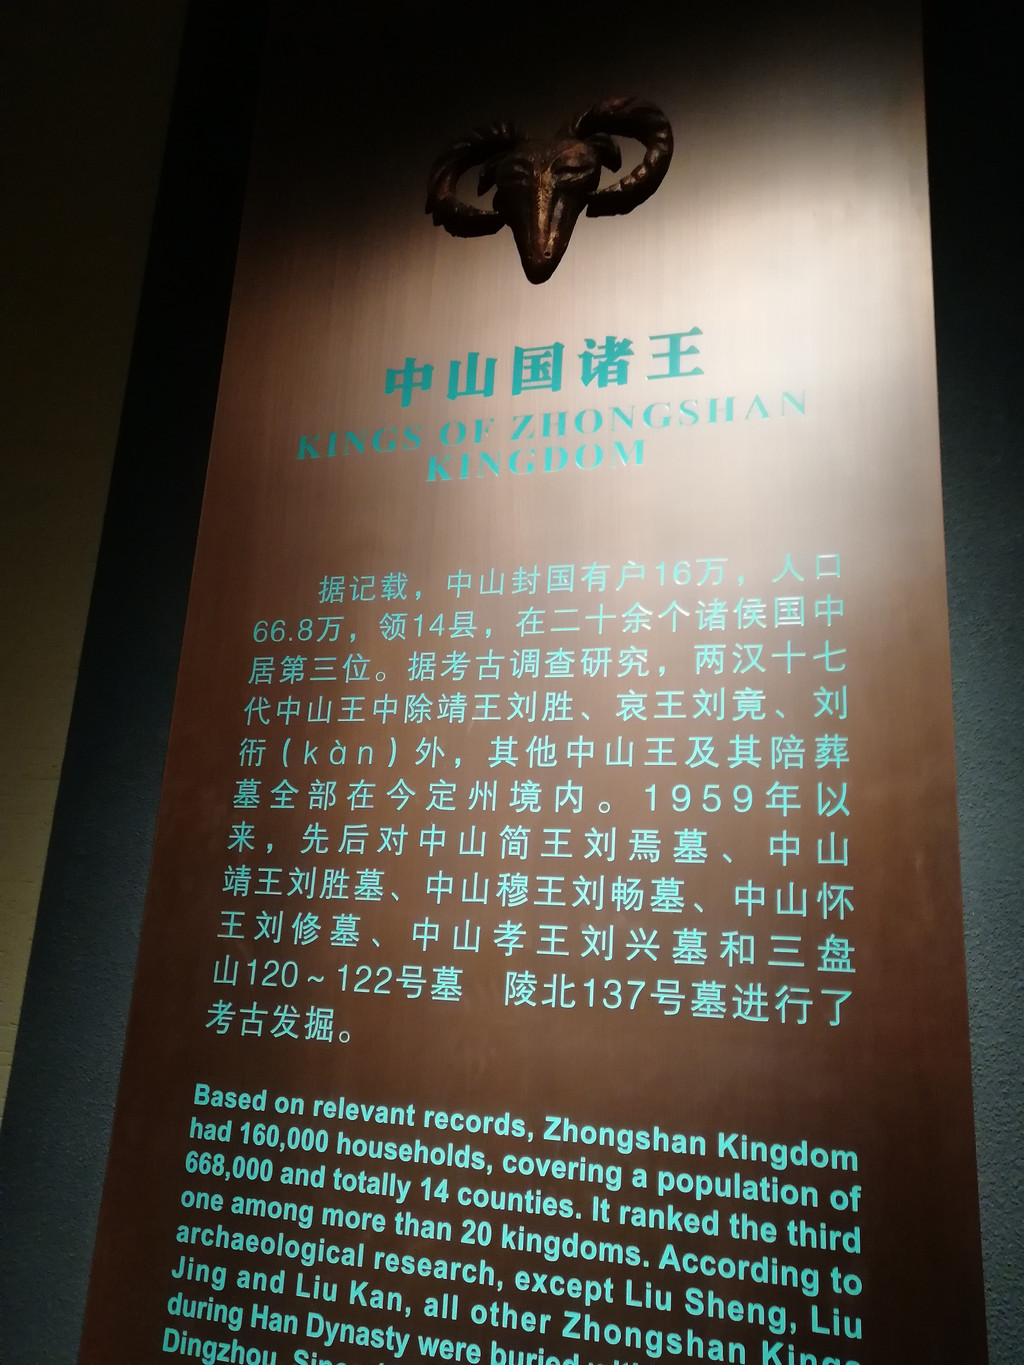 中山国诸王
KINGS OF ZHONGSHAN
KINGDOM
据记载，中山封国有户16万，人口
66.8万，领14县，在二十余个诸侯国中
居第三位。据考古调查研究，两汉十七
代中山王中除靖王刘胜、哀王刘竟、刘
衎（kàn）外，其他中山王及其陪葬
墓全部在今定州境内。1959年以
来，先后对中山简王刘焉墓、中山
靖王刘胜墓、中山穆王刘畅墓、中山怀
王刘修墓、中山孝王刘兴墓和三盘
山120～122号墓 陵北137号墓进行了
考古发掘。
Based on relevant records, Zhongshan Kingdom
had 160,000 households, covering a population of
668,000 and totally 14 counties. It ranked the third
one among more than 20 kingdoms. According to
archaeological research, except Liu Sheng, Liu
Jing and Liu Kan, all other Zhongshan Kings
during Han Dynasty were buried
Dingzhou.